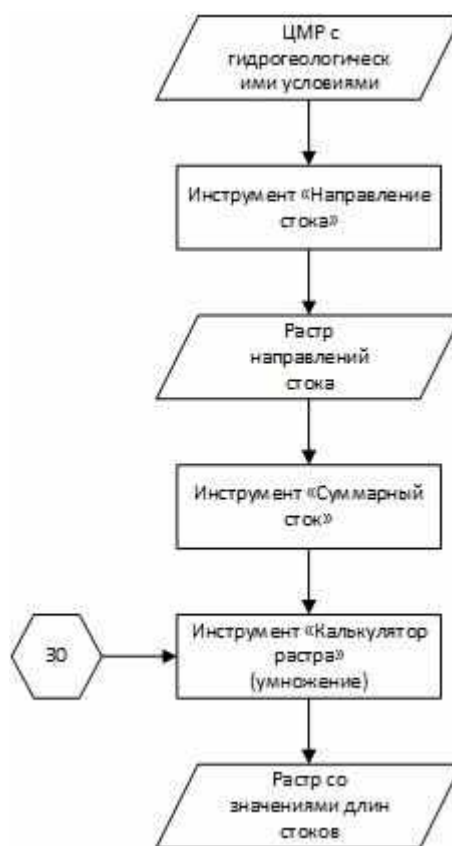 ЦМР с
гидрогеологическ
ими условиями
Инструмент «Направление
стока»
Растр
направлений
стока
Инструмент «Суммарный
сток»
30
Инструмент «Калькулятор
растра»
(умножение)
Растр со
значениями длин
стоков